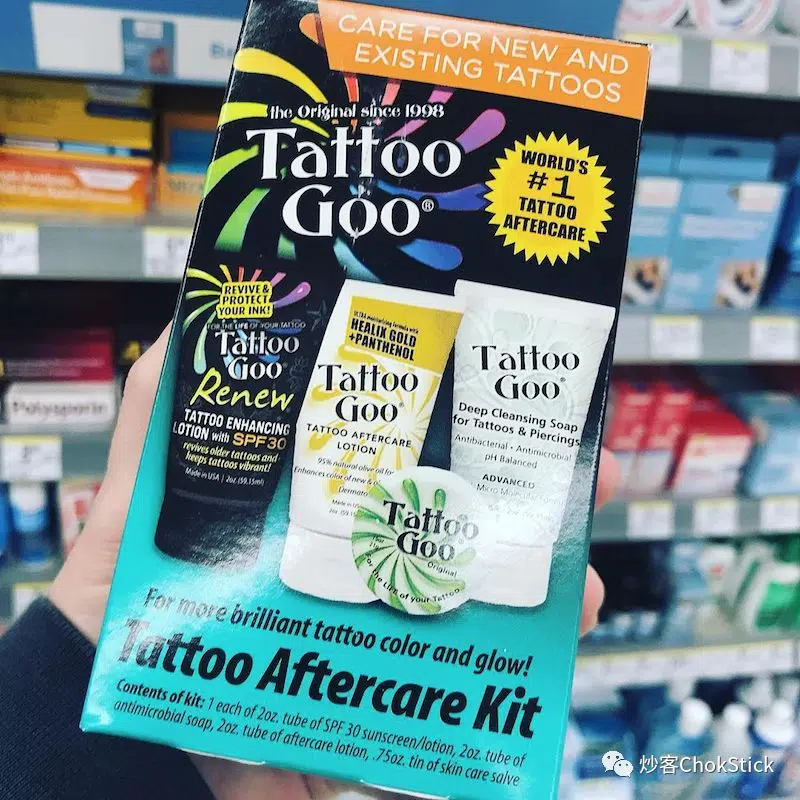 CARE FOR NEW AND
EXISTING TATTOOS
the Original since 1998
Tattoo
Goo®
WORLD'S
#1
TATTOO
AFTERCARE
REVIVE &
PROTECT
YOUR INK!
FOR THE LIFE OF YOUR TATTOO
Tattoo
Goo®
Renew
TATTOO ENHANCING
LOTION with SPF30
revives older tattoos and
keeps tattoos vibrant!
Made in USA | 2oz. (59.15ml)
HEALIX GOLD
+PANTHENOL
Tattoo
Goo®
TATTOO AFTERCARE
LOTION
95% natural olive oil for
Enhances color of new &
Tattoo
Goo®
Deep Cleansing Soap
for Tattoos & Piercings
Antibacterial • Antimicrobial
pH Balanced
ADVANCED
Tattoo
Goo
Original
For the Life of your Tattoo
For more brilliant tattoo color and glow!
Tattoo Aftercare Kit
Contents of kit: 1 each of 2oz. tube of SPF 30 sunscreen/lotion, 2oz. tube of
antimicrobial soap, 2oz. tube of aftercare lotion, .75oz. tin of skin care salve
Polysporin
炒客ChokStick